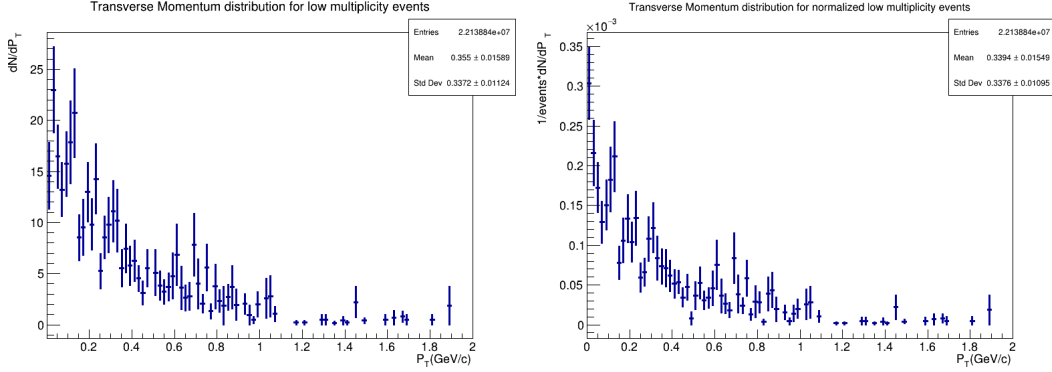 Transverse Momentum distribution for low multiplicity events
dN/dP_T
Entries 2.213884e+07
Mean 0.355 ± 0.01589
Std Dev 0.3372 ± 0.01124
25
20
15
10
5
0
0.2 0.4 0.6 0.8 1 1.2 1.4 1.6 1.8 2
P_T(GeV/c)
Transverse Momentum distribution for normalized low multiplicity events
1/events*dN/dP_T
×10^-3
Entries 2.213884e+07
Mean 0.3394 ± 0.01549
Std Dev 0.3376 ± 0.01095
0.35
0.3
0.25
0.2
0.15
0.1
0.05
0
0 0.2 0.4 0.6 0.8 1 1.2 1.4 1.6 1.8 2
P_T(GeV/c)